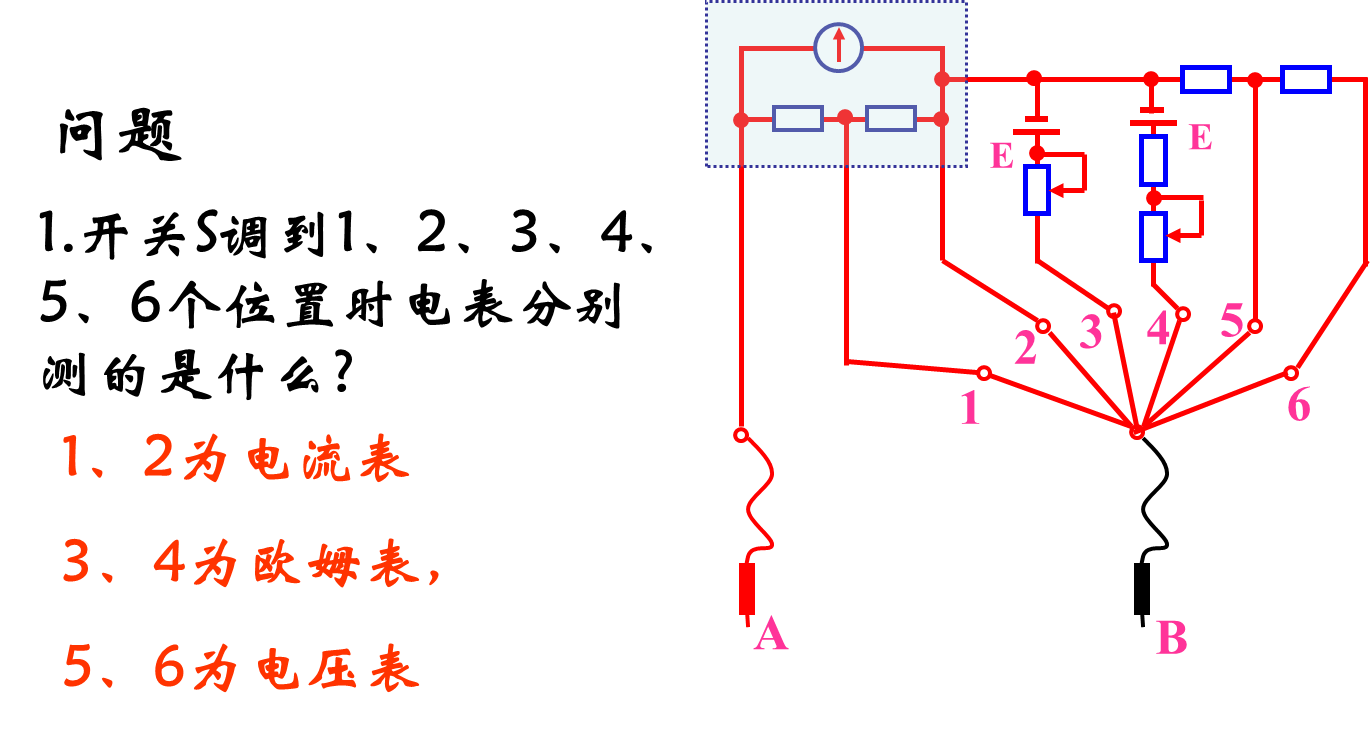 问题
1.开关S调到1、2、3、4、
5、6个位置时电表分别
测的是什么?
1、2为电流表
3、4为欧姆表,
5、6为电压表
E
E
2
3
4
5
1
6
A
B